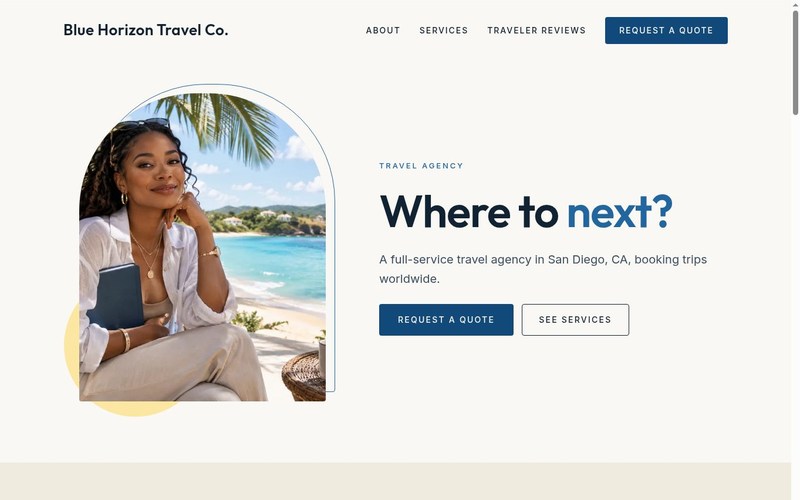 Blue Horizon Travel Co.
ABOUT
SERVICES
TRAVELER REVIEWS
REQUEST A QUOTE
TRAVEL AGENCY
Where to next?
A full-service travel agency in San Diego, CA, booking trips
worldwide.
REQUEST A QUOTE
SEE SERVICES